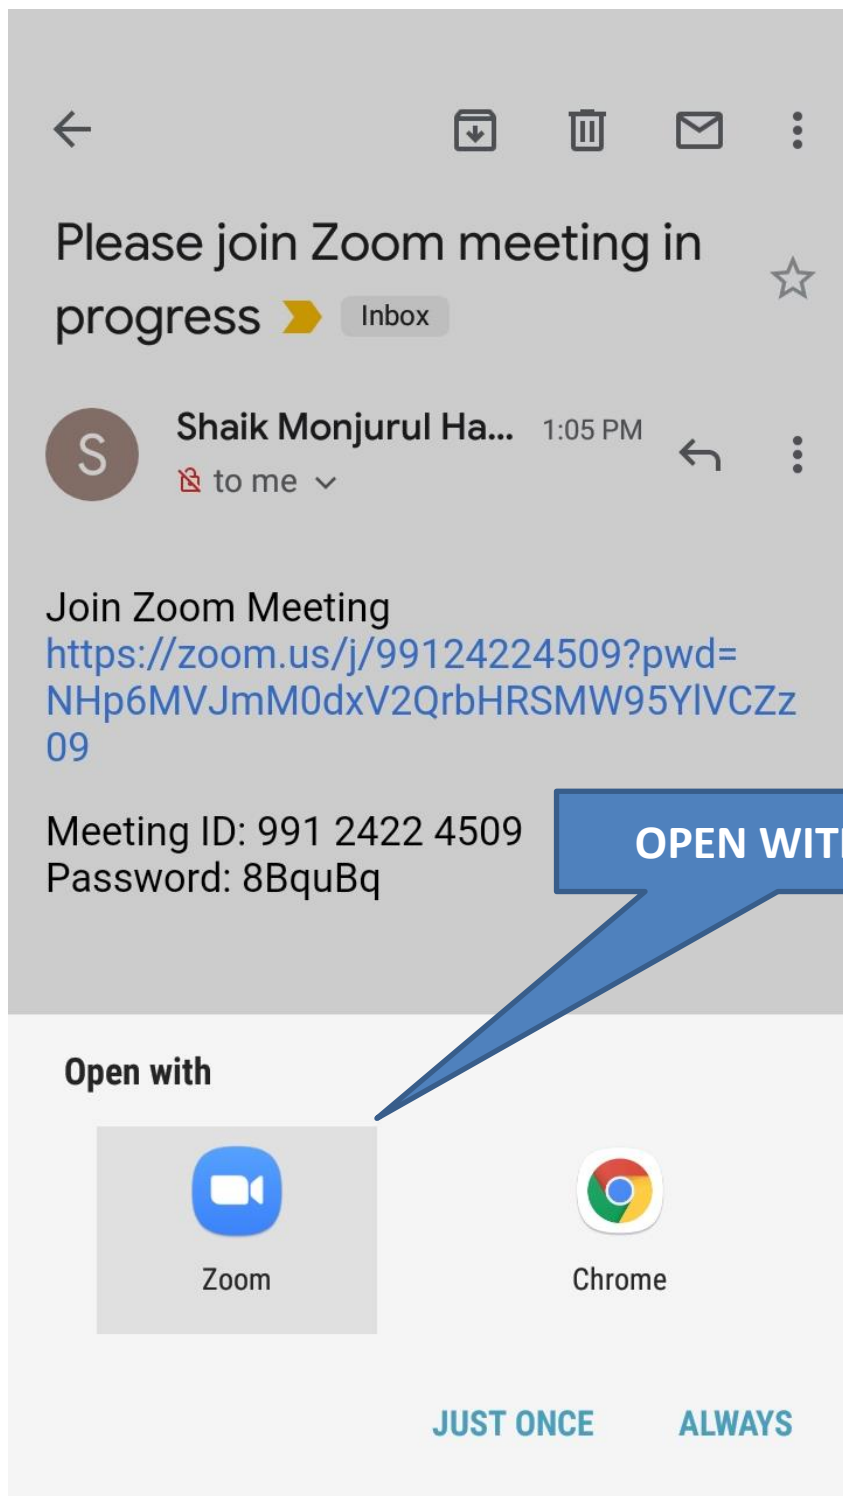 Please join Zoom meeting in
progress Inbox
S
Shaik Monjurul Ha... 1:05 PM
to me
Join Zoom Meeting
https://zoom.us/j/99124224509?pwd=
NHp6MVJmM0dxV2QrbHRSMW95YlVCZz
09
Meeting ID: 991 2422 4509
Password: 8BquBq
OPEN WITH
Open with
Zoom
Chrome
JUST ONCE
ALWAYS